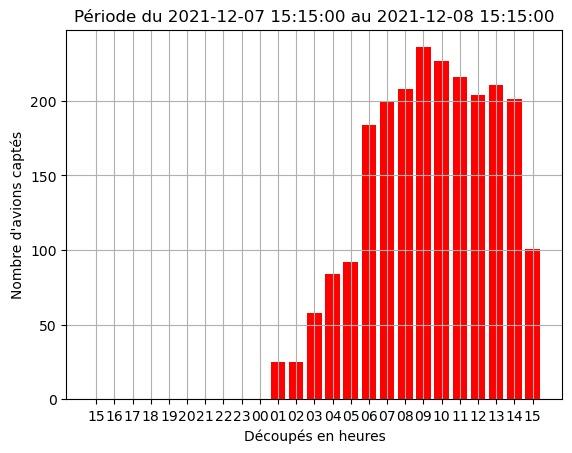 Période du 2021-12-07 15:15:00 au 2021-12-08 15:15:00
200
150
100
50
0
Nombre d'avions captés
15 16 17 18 19 20 21 22 23 00 01 02 03 04 05 06 07 08 09 10 11 12 13 14 15
Découpés en heures